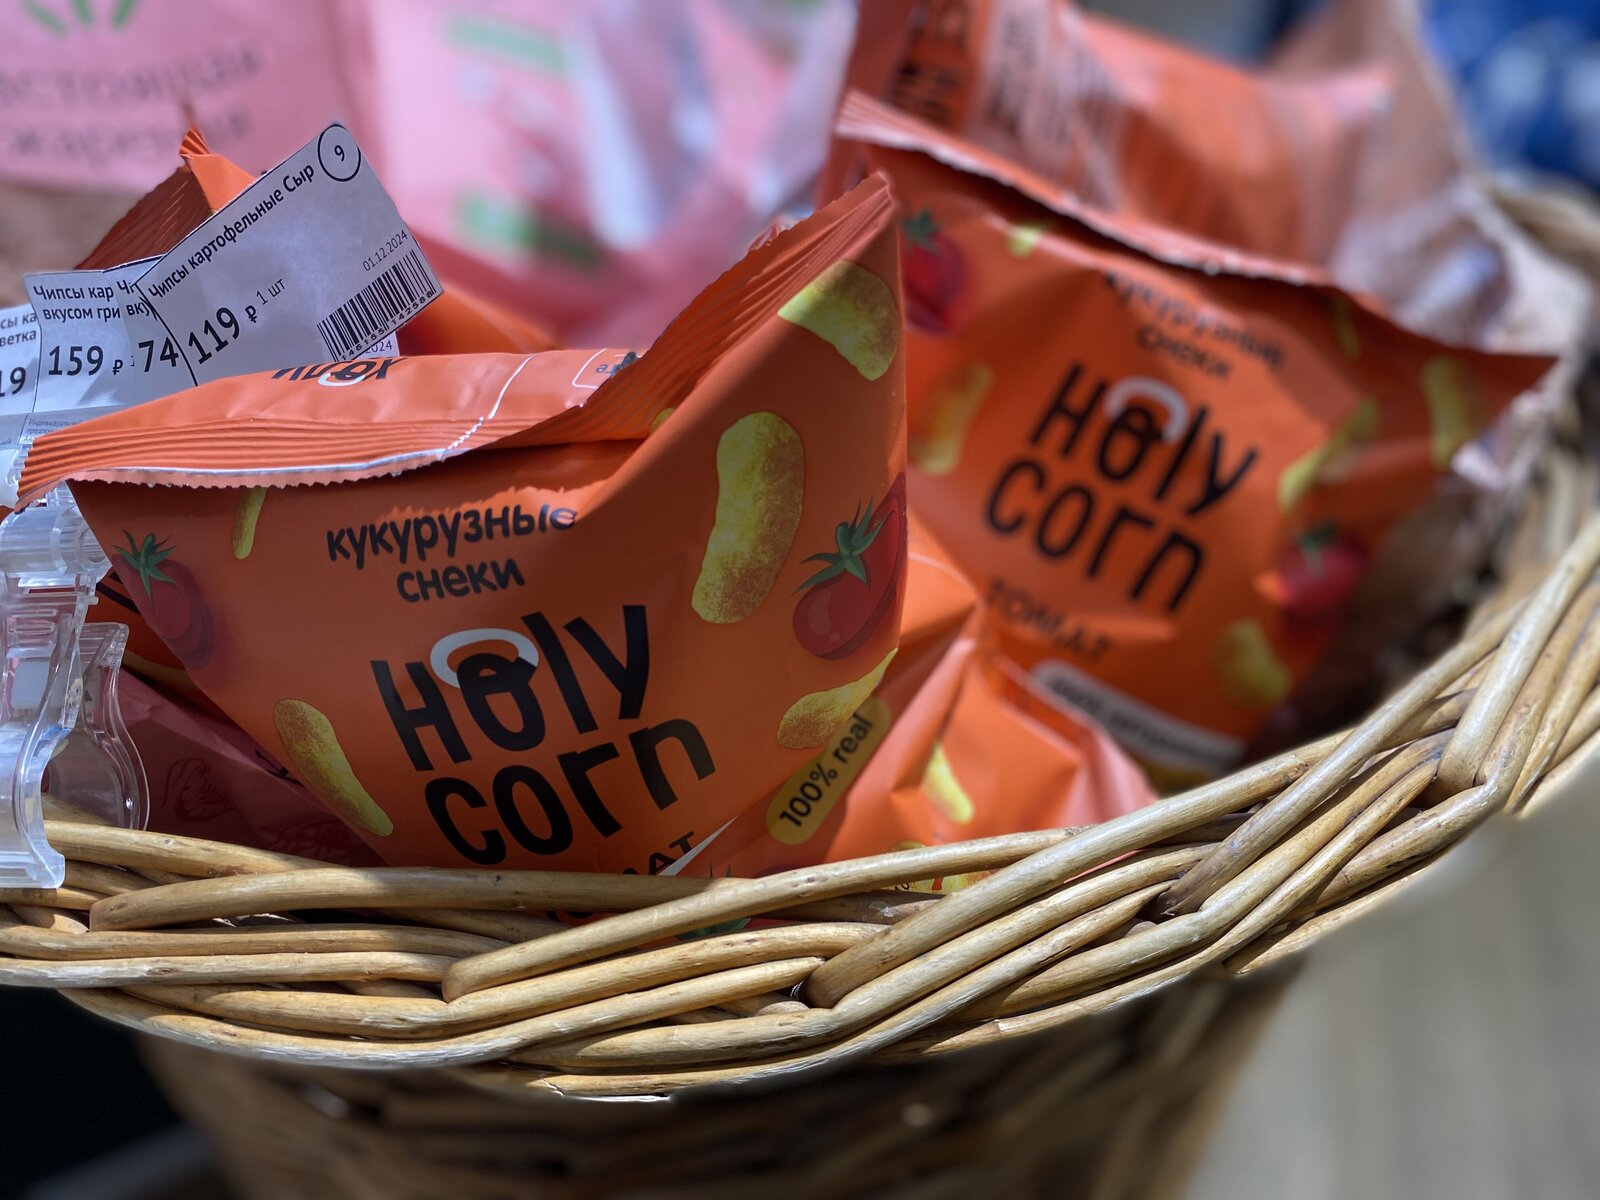 Чипсы картофельные Сыр
9
119 ₽ 1 шт
01.12.2024
Чипсы кар
вкусом гри
159 ₽
74
19
кукурузные
снеки
Holy
corn
100% real
кукурузные
снеки
Holy
corn
ТОМАТ